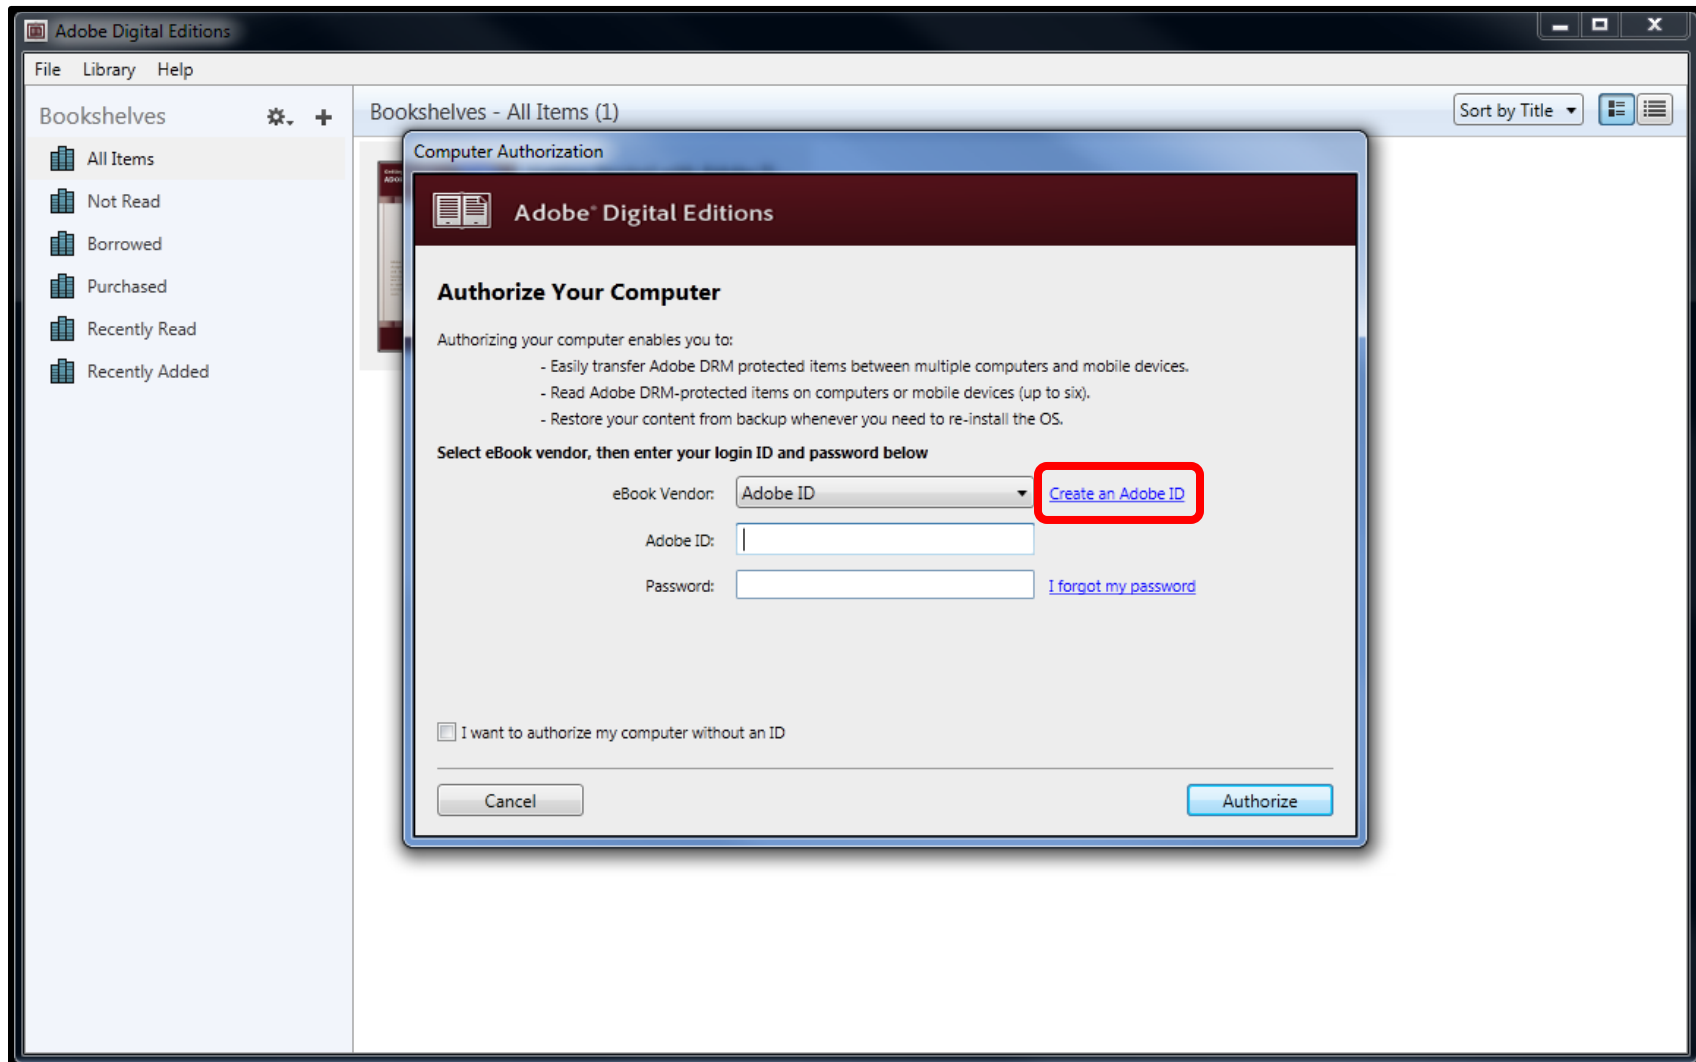 Adobe Digital Editions
File Library Help
Bookshelves
All Items
Not Read
Borrowed
Purchased
Recently Read
Recently Added
Bookshelves - All Items (1)
Sort by Title
Computer Authorization
Adobe® Digital Editions
Authorize Your Computer
Authorizing your computer enables you to:
- Easily transfer Adobe DRM protected items between multiple computers and mobile devices.
- Read Adobe DRM-protected items on computers or mobile devices (up to six).
- Restore your content from backup whenever you need to re-install the OS.
Select eBook vendor, then enter your login ID and password below
eBook Vendor: Adobe ID Create an Adobe ID
Adobe ID:
Password: I forgot my password
I want to authorize my computer without an ID
Cancel Authorize